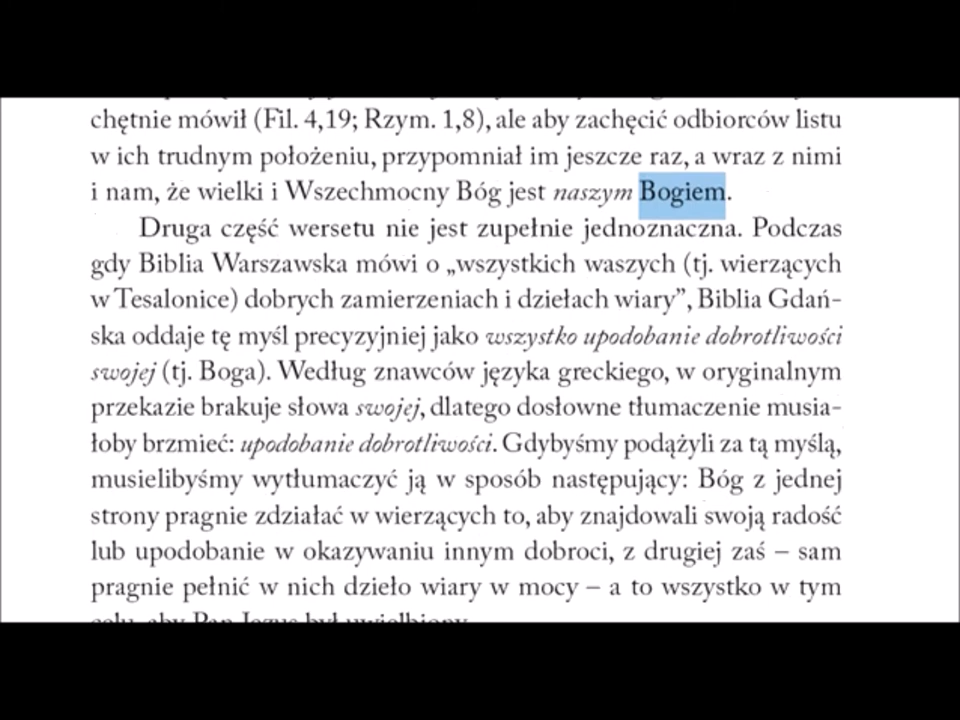 chętnie mówił (Fil. 4,19; Rzym. 1,8), ale aby zachęcić odbiorców listu
w ich trudnym położeniu, przypomniał im jeszcze raz, a wraz z nimi
i nam, że wielki i Wszechmocny Bóg jest naszym Bogiem.
Druga część wersetu nie jest zupełnie jednoznaczna. Podczas
gdy Biblia Warszawska mówi o „wszystkich waszych (tj. wierzących
w Tesalonice) dobrych zamierzeniach i dziełach wiary”, Biblia Gdań-
ska oddaje tę myśl precyzyjniej jako wszystko upodobanie dobrotliwości
swojej (tj. Boga). Według znawców języka greckiego, w oryginalnym
przekazie brakuje słowa swojej, dlatego dosłowne tłumaczenie musia-
łoby brzmieć: upodobanie dobrotliwości. Gdybyśmy podążyli za tą myślą,
musielibyśmy wytłumaczyć ją w sposób następujący: Bóg z jednej
strony pragnie zdziałać w wierzących to, aby znajdowali swoją radość
lub upodobanie w okazywaniu innym dobroci, z drugiej zaś – sam
pragnie pełnić w nich dzieło wiary w mocy – a to wszystko w tym
celu, aby Pan Jezus był uwielbiony.